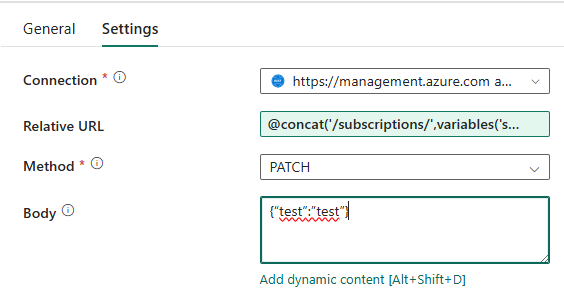 General Settings
Connection * https://management.azure.com a...
Relative URL @concat('/subscriptions/',variables('s...
Method * PATCH
Body {“test”:”test”}
Add dynamic content [Alt+Shift+D]